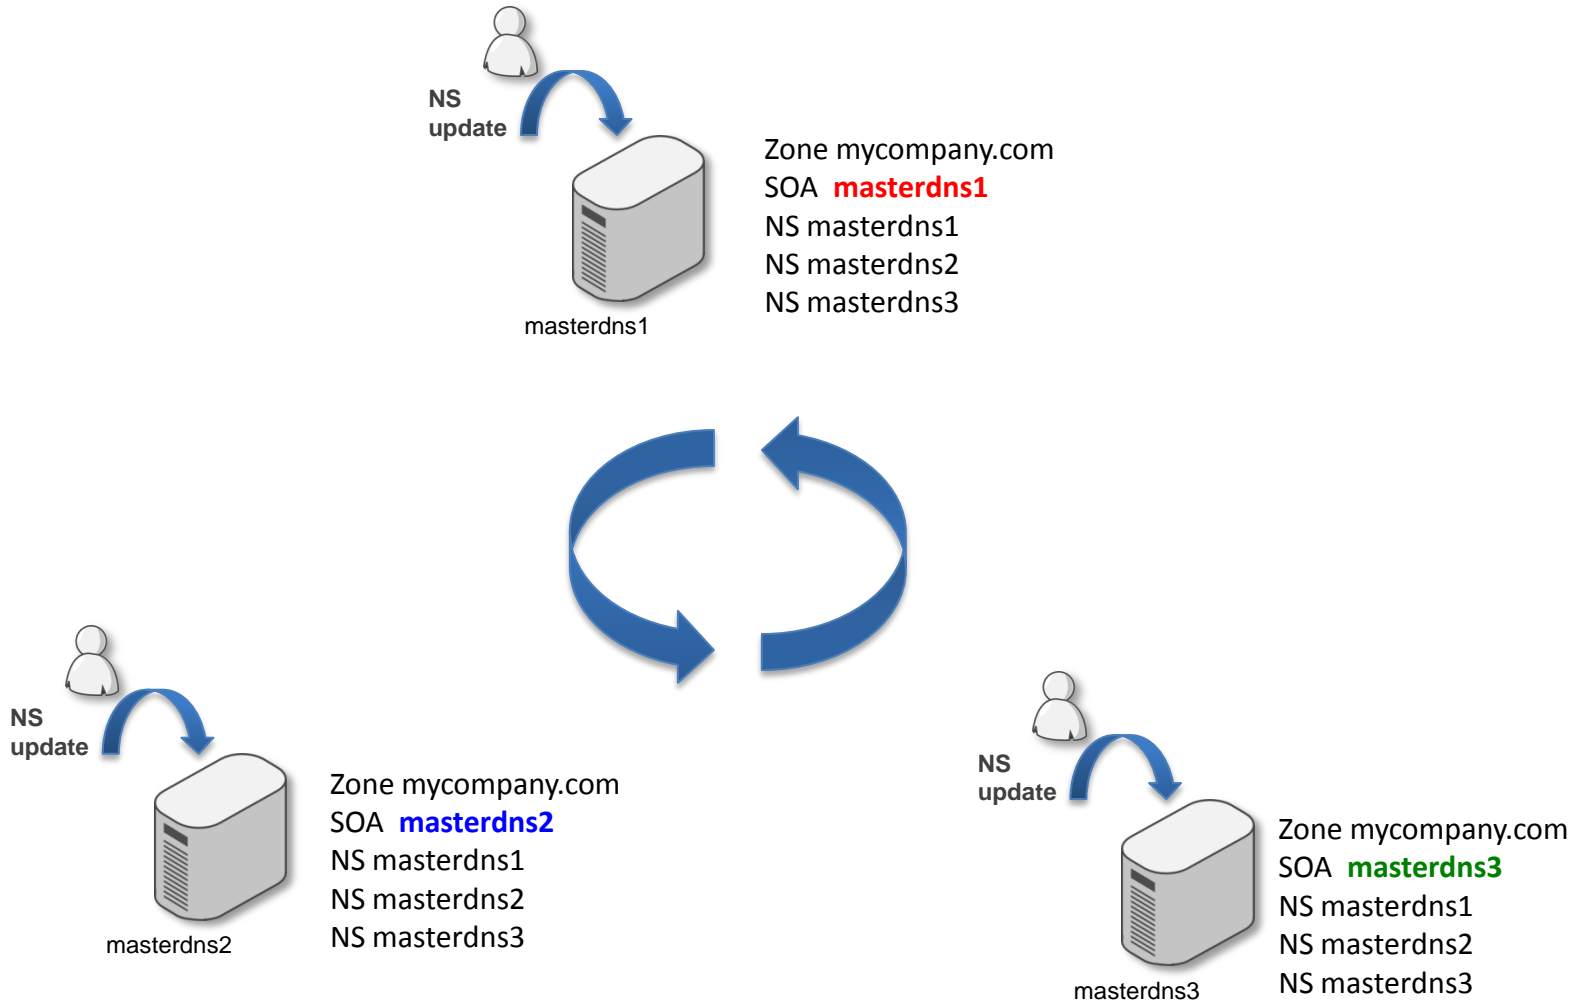 NS
update
Zone mycompany.com
SOA masterdns1
NS masterdns1
NS masterdns2
NS masterdns3
masterdns1
NS
update
Zone mycompany.com
SOA masterdns2
NS masterdns1
NS masterdns2
NS masterdns3
masterdns2
NS
update
Zone mycompany.com
SOA masterdns3
NS masterdns1
NS masterdns2
NS masterdns3
masterdns3